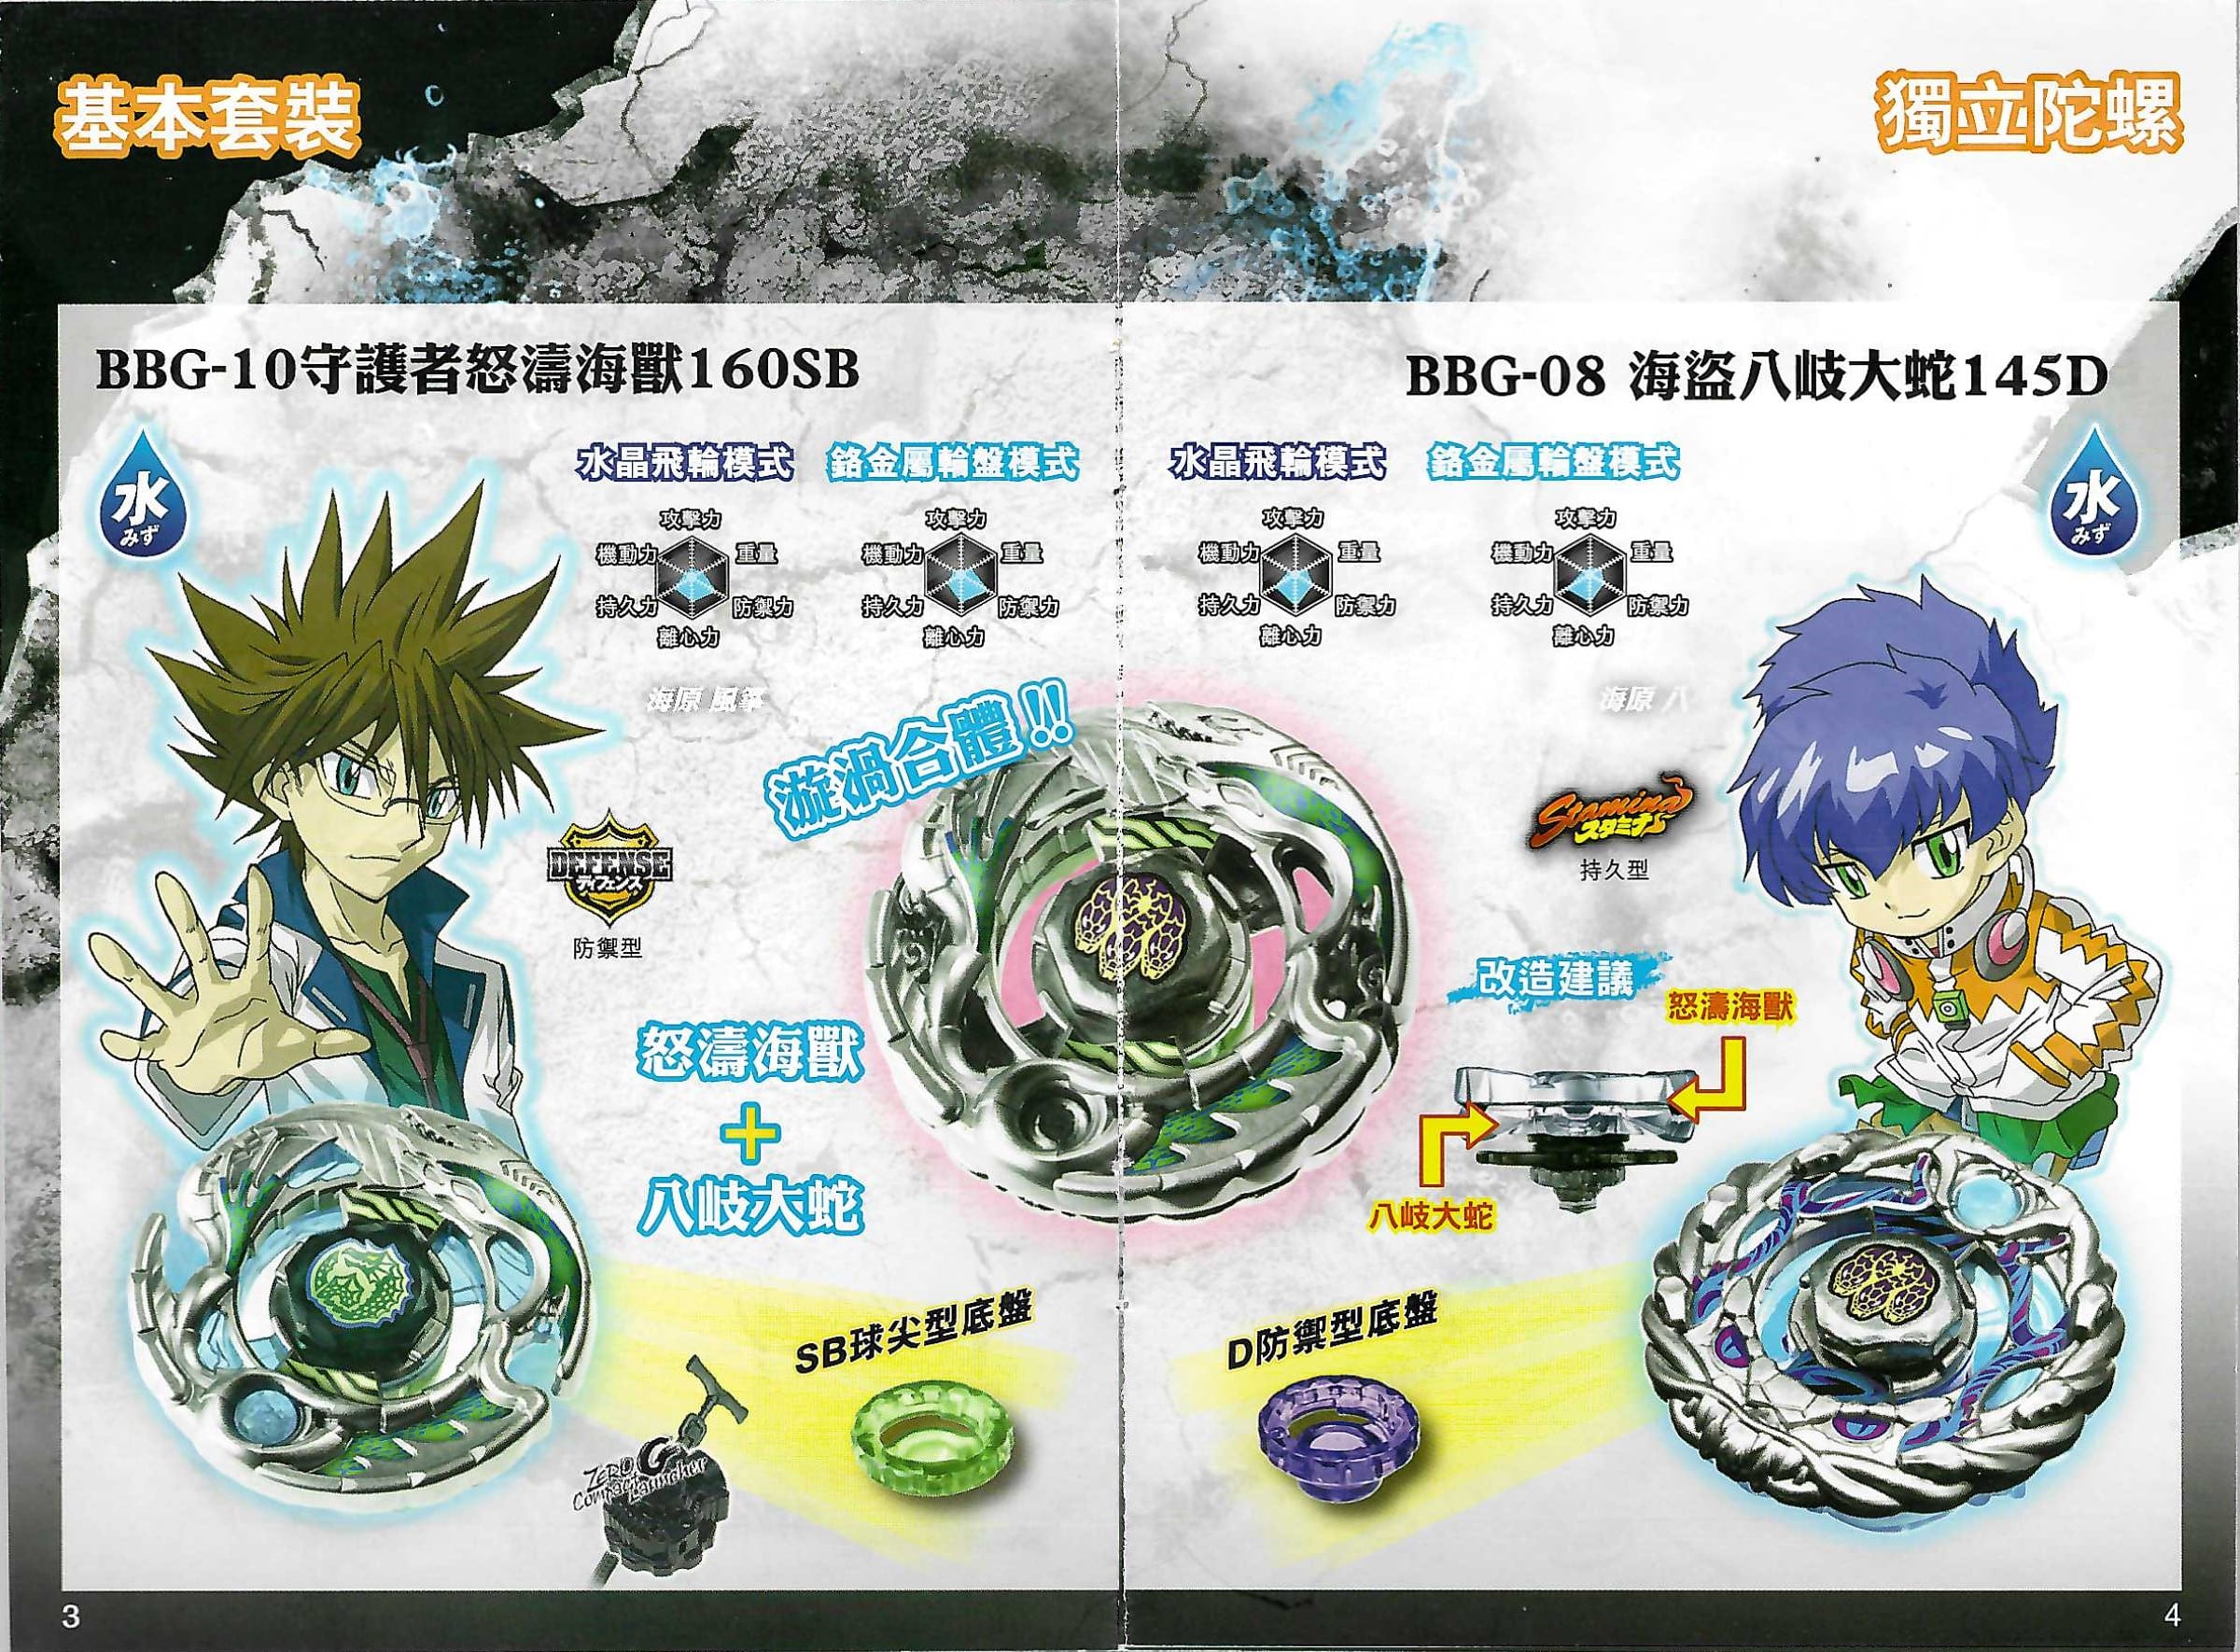 基本套裝
獨立陀螺
BBG-10守護者怒濤海獸160SB
水
みず
水晶飛輪模式
鉻金屬輪盤模式
攻擊力
機動力
重量
持久力
防禦力
離心力
攻擊力
機動力
重量
持久力
防禦力
離心力
海原 風箏
DEFENSE
ディフェンス
防禦型
漩渦合體!!
怒濤海獸
+
八岐大蛇
SB球尖型底盤
ZERO G
Compact Launcher
3
BBG-08 海盜八岐大蛇145D
水
みず
水晶飛輪模式
鉻金屬輪盤模式
攻擊力
機動力
重量
持久力
防禦力
離心力
攻擊力
機動力
重量
持久力
防禦力
離心力
海原 八
Stamina
スタミナ
持久型
改造建議
怒濤海獸
八岐大蛇
D防禦型底盤
4